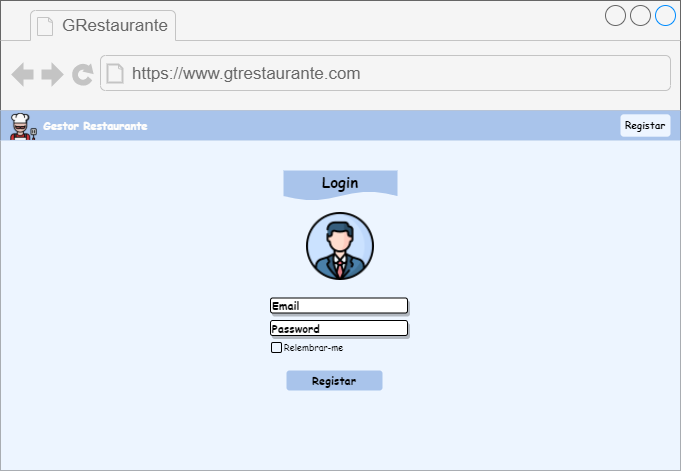 GRestaurante
https://www.gtrestaurante.com
Gestor Restaurante
Registar
Login
Email
Password
Relembrar-me
Registar